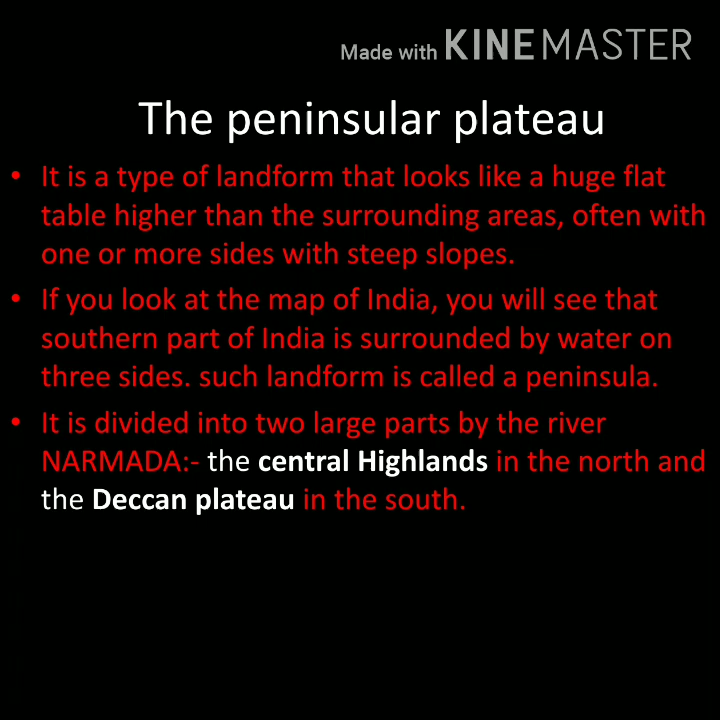 Made with KINEMASTER
The peninsular plateau
• It is a type of landform that looks like a huge flat
table higher than the surrounding areas, often with
one or more sides with steep slopes.
• If you look at the map of India, you will see that
southern part of India is surrounded by water on
three sides. such landform is called a peninsula.
• It is divided into two large parts by the river
NARMADA:- the central Highlands in the north and
the Deccan plateau in the south.